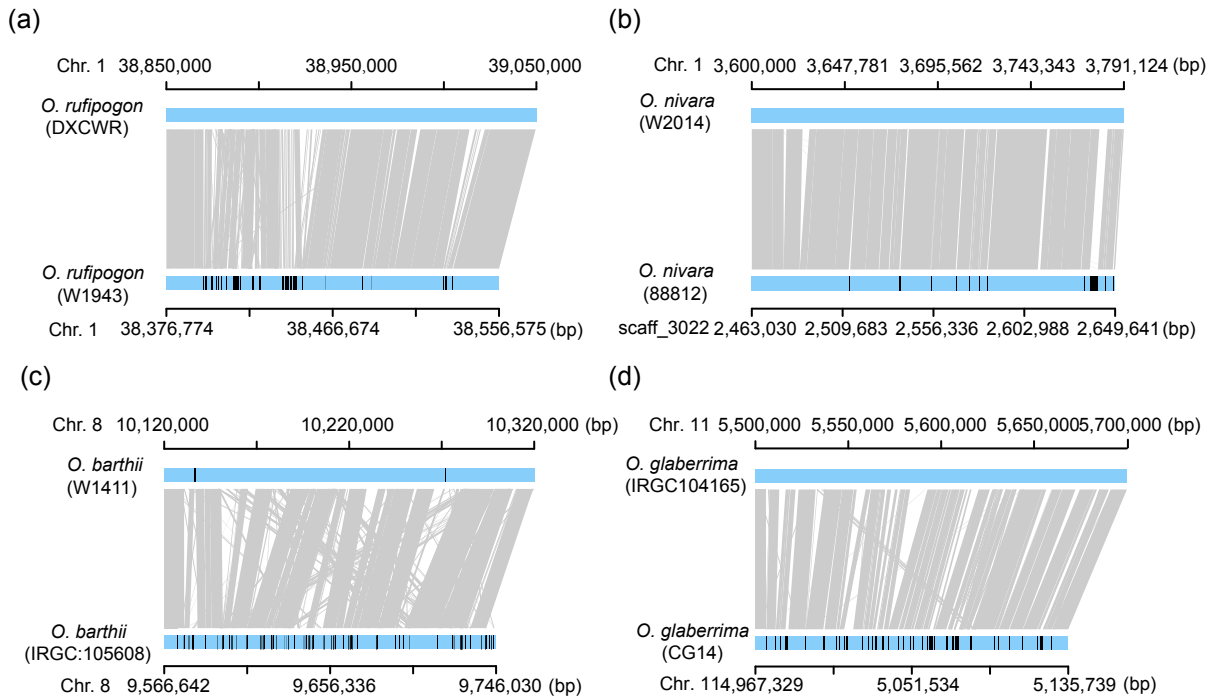 (a)
Chr. 1 38,850,000 38,950,000 39,050,000
O. rufipogon
(DXCWR)
O. rufipogon
(W1943)
Chr. 1 38,376,774 38,466,674 38,556,575 (bp)
(b)
Chr. 1 3,600,000 3,647,781 3,695,562 3,743,343 3,791,124 (bp)
O. nivara
(W2014)
O. nivara
(88812)
scaff_3022 2,463,030 2,509,683 2,556,336 2,602,988 2,649,641 (bp)
(c)
Chr. 8 10,120,000 10,220,000 10,320,000 (bp)
O. barthii
(W1411)
O. barthii
(IRGC:105608)
Chr. 8 9,566,642 9,656,336 9,746,030 (bp)
(d)
Chr. 11 5,500,000 5,550,000 5,600,000 5,650,000 5,700,000 (bp)
O. glaberrima
(IRGC104165)
O. glaberrima
(CG14)
Chr. 11 4,967,329 5,051,534 5,135,739 (bp)